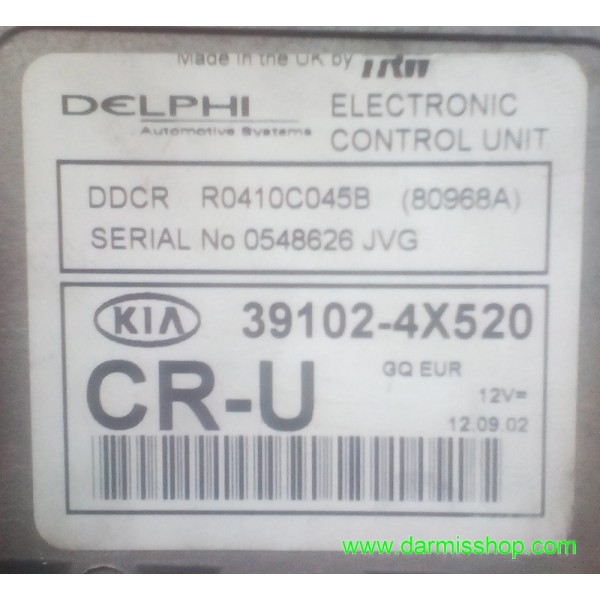 Made in the UK by TRW
DELPHI
Automotive Systems
ELECTRONIC
CONTROL UNIT
DDCR R0410C045B (80968A)
SERIAL No 0548626 JVG
KIA 39102-4X520
CR-U
GQ EUR
12V=
12.09.02
www.darmisshop.com